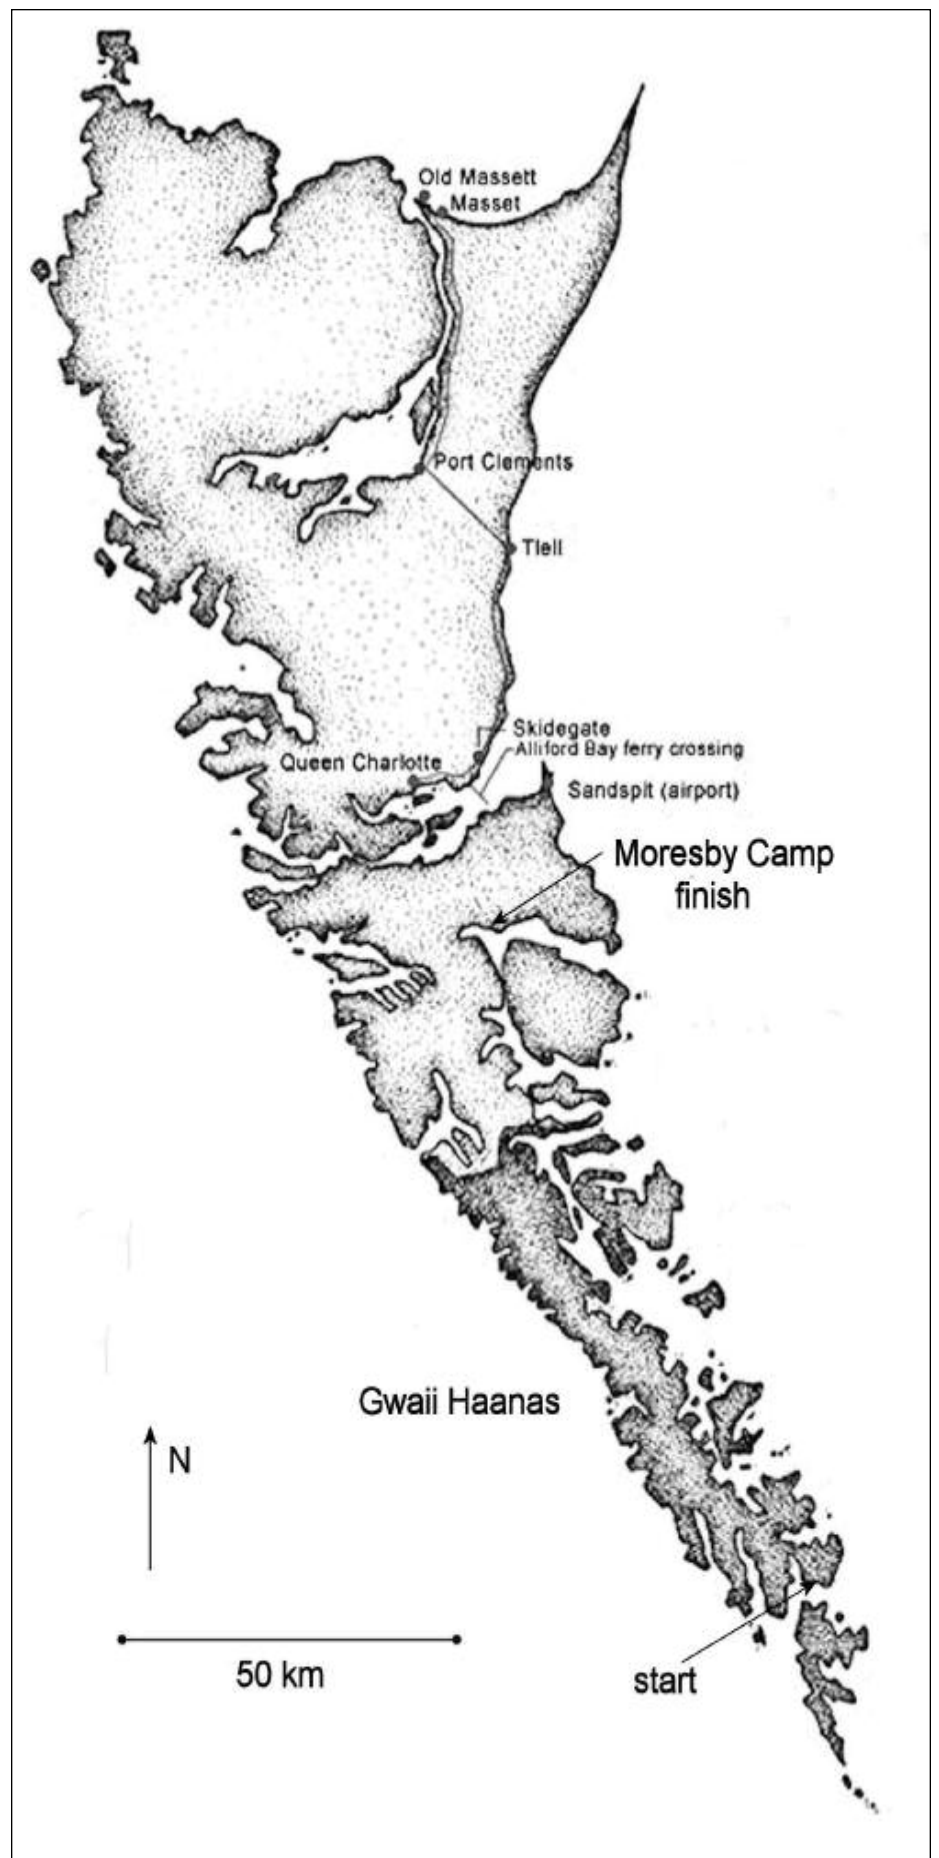 Old Massett
Masset
Port Clements
Tlell
Skidegate
Alliford Bay ferry crossing
Queen Charlotte
Sandspit (airport)
Moresby Camp
finish
Gwaii Haanas
N
50 km
start